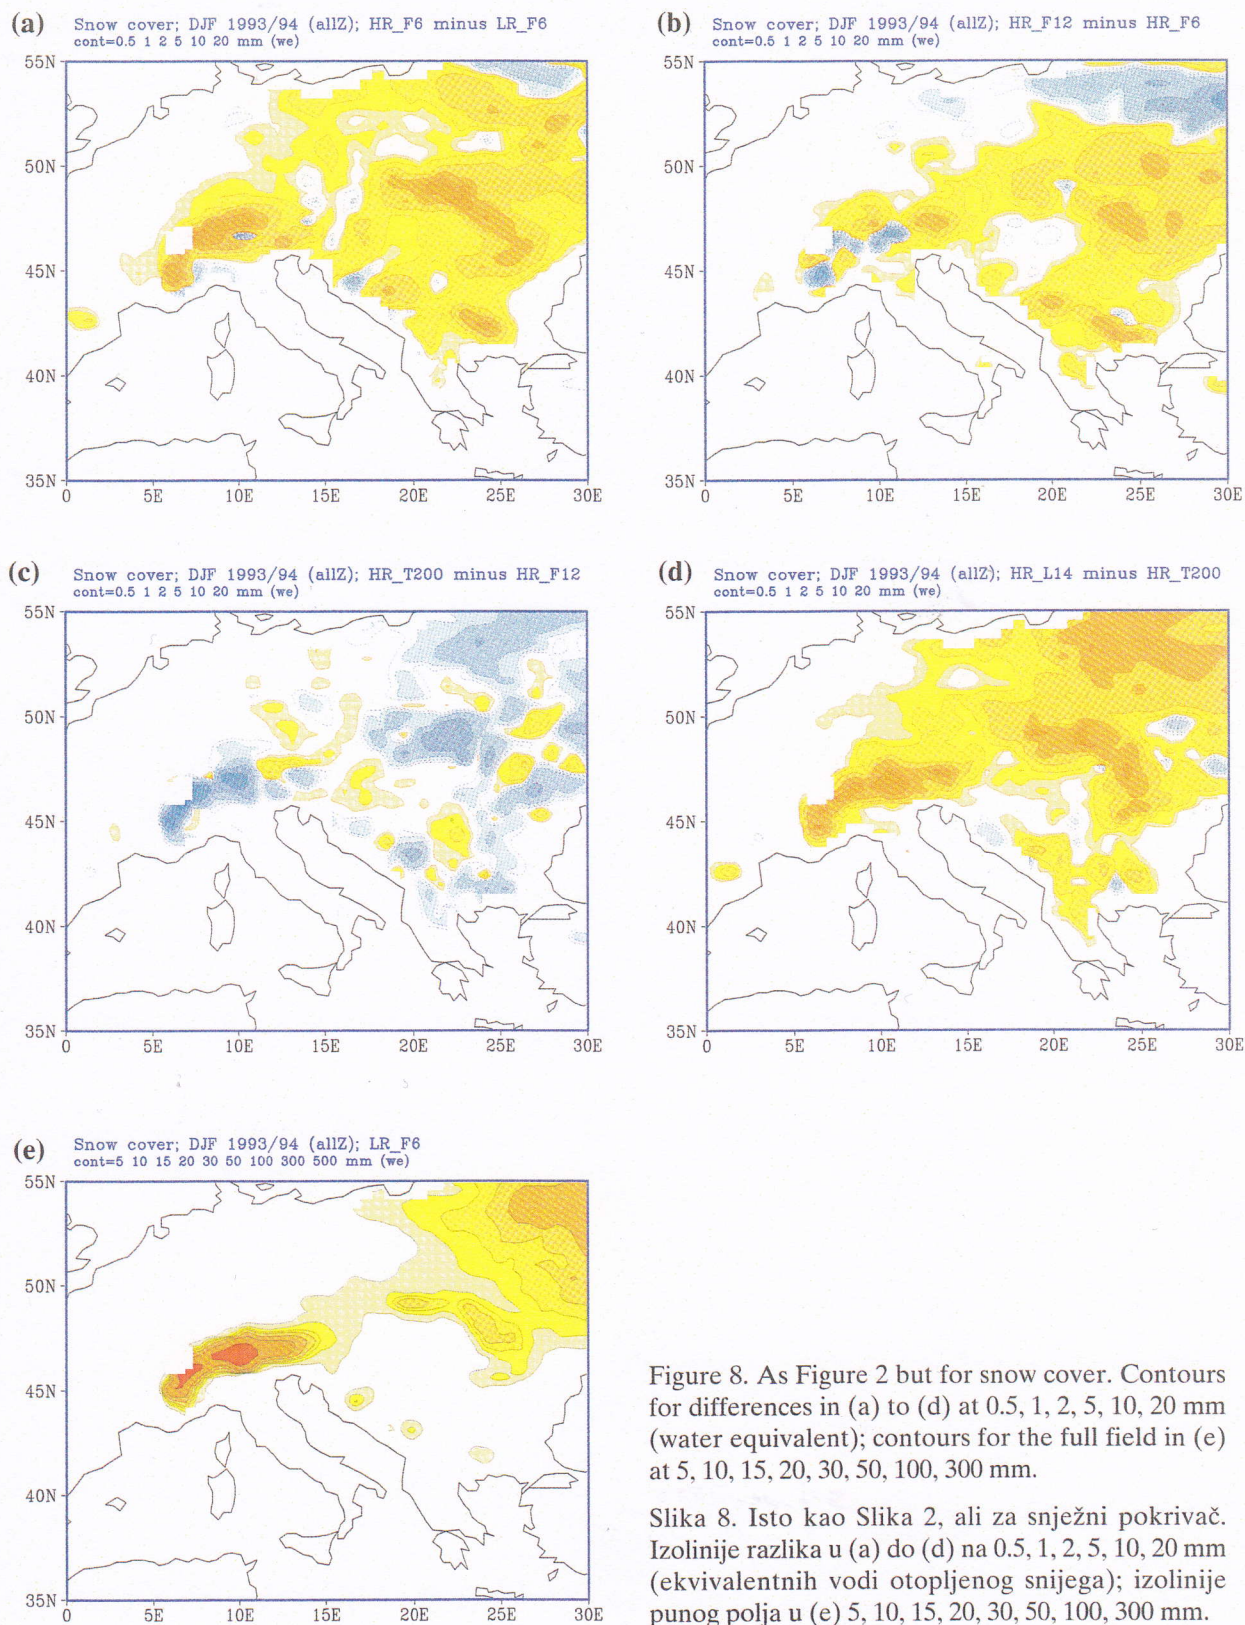 (a) Snow cover; DJF 1993/94 (allZ); HR_F6 minus LR_F6
cont=0.5 1 2 5 10 20 mm (we)
55N
50N
45N
40N
35N
0 5E 10E 15E 20E 25E 30E
(b) Snow cover; DJF 1993/94 (allZ); HR_F12 minus HR_F6
cont=0.5 1 2 5 10 20 mm (we)
55N
50N
45N
40N
35N
0 5E 10E 15E 20E 25E 30E
(c) Snow cover; DJF 1993/94 (allZ); HR_T200 minus HR_F12
cont=0.5 1 2 5 10 20 mm (we)
55N
50N
45N
40N
35N
0 5E 10E 15E 20E 25E 30E
(d) Snow cover; DJF 1993/94 (allZ); HR_L14 minus HR_T200
cont=0.5 1 2 5 10 20 mm (we)
55N
50N
45N
40N
35N
0 5E 10E 15E 20E 25E 30E
(e) Snow cover; DJF 1993/94 (allZ); LR_F6
cont=5 10 15 20 30 50 100 300 500 mm (we)
55N
50N
45N
40N
35N
Figure 8. As Figure 2 but for snow cover. Contours
for differences in (a) to (d) at 0.5, 1, 2, 5, 10, 20 mm
(water equivalent); contours for the full field in (e)
at 5, 10, 15, 20, 30, 50, 100, 300 mm.
Slika 8. Isto kao Slika 2, ali za snježni pokrivač.
Izolinije razlika u (a) do (d) na 0.5, 1, 2, 5, 10, 20 mm
(ekvivalentnih vodi otopljenog snijega); izolinije
punog polja u (e) 5, 10, 15, 20, 30, 50, 100, 300 mm.